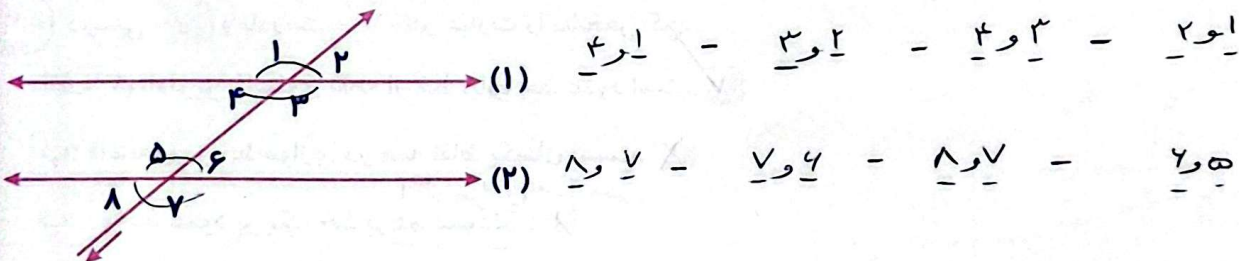 ۱ ۲
(۱) ۱و۲ - ۳و۴ - ۲و۳ - ۱و۴
۴ ۳
۵ ۶
(۲) ۵و۶ - ۷و۸ - ۶و۷ - ۷و۸
۸ ۷